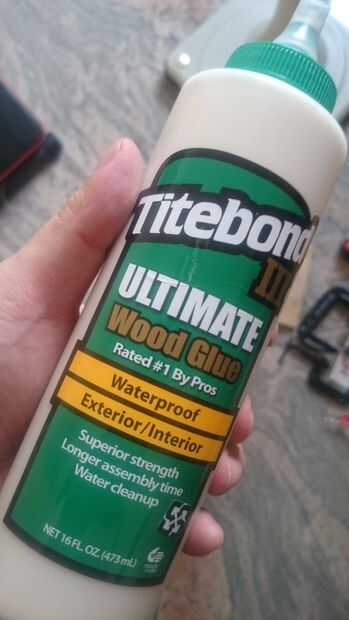 Titebond
III
ULTIMATE
Wood Glue
Rated #1 By Pros
Waterproof
Exterior/Interior
Superior strength
Longer assembly time
Water cleanup
NET 16 FL. OZ. (473 mL)